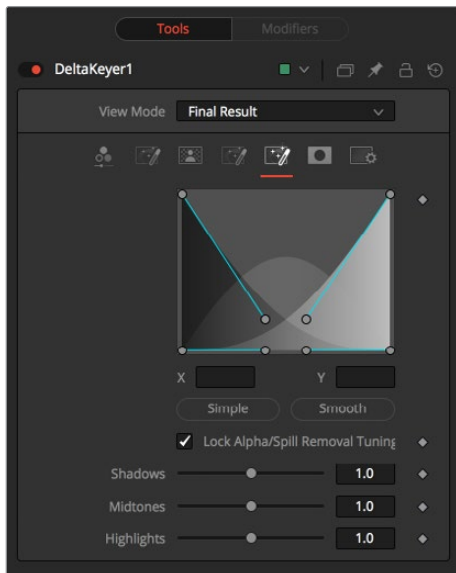 Tools Modifiers
DeltaKeyer1
View Mode Final Result
X Y
Simple Smooth
Lock Alpha/Spill Removal Tuning
Shadows 1.0
Midtones 1.0
Highlights 1.0